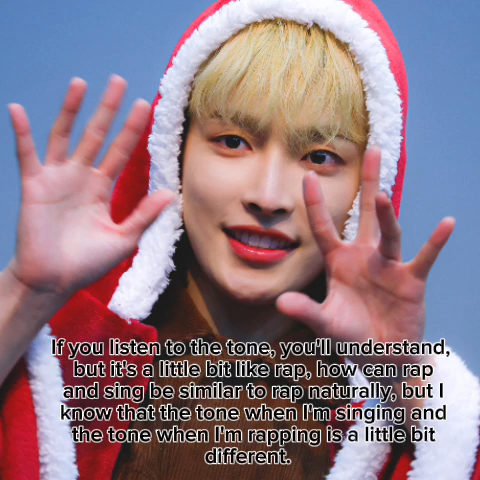 If you listen to the tone, you'll understand,
but it's a little bit like rap, how can rap
and sing be similar to rap naturally, but I
know that the tone when I'm singing and
the tone when I'm rapping is a little bit
different.